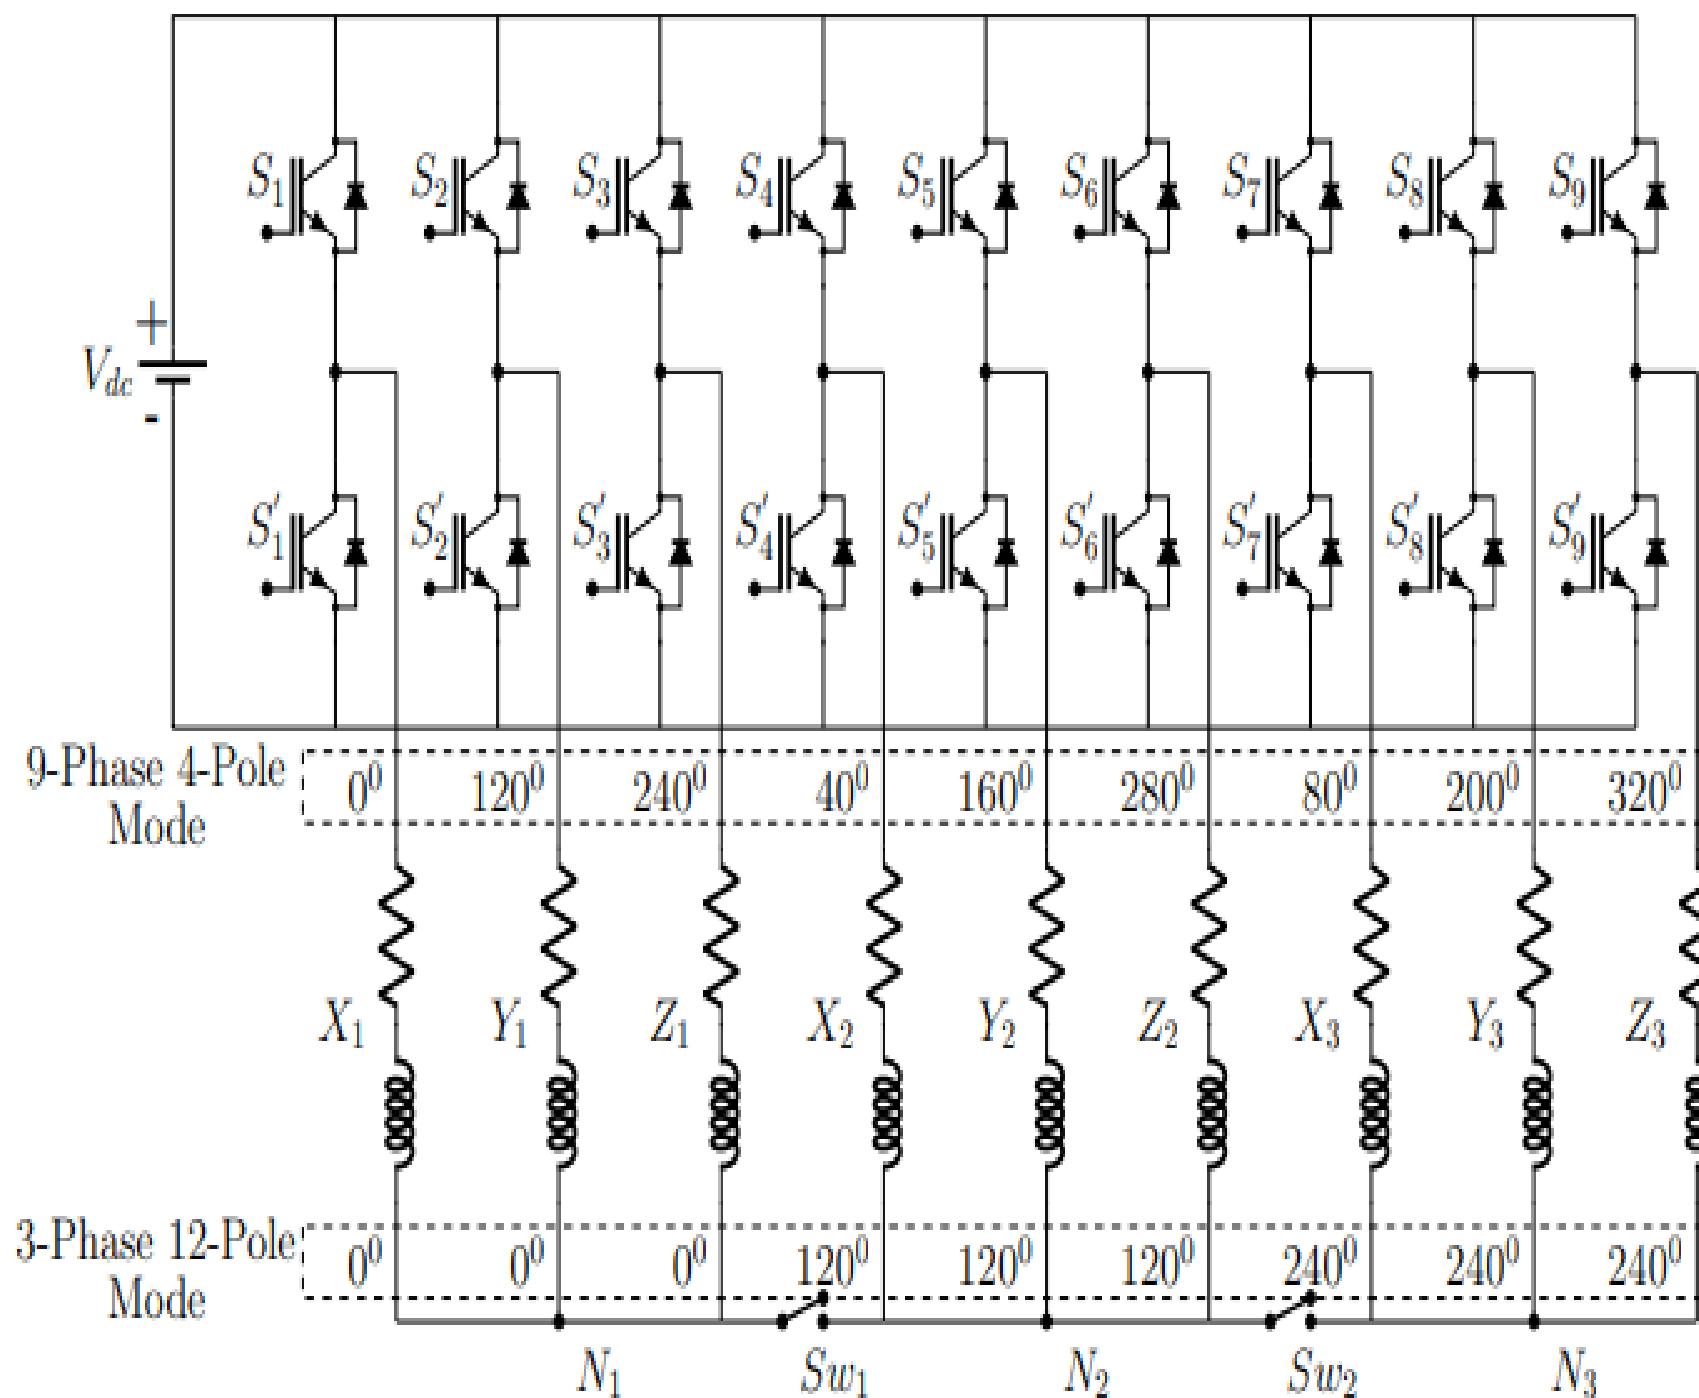 S₁ S₂ S₃ S₄ S₅ S₆ S₇ S₈ S₉
+
V_dc
-
S′₁ S′₂ S′₃ S′₄ S′₅ S′₆ S′₇ S′₈ S′₉
9-Phase 4-Pole
Mode
0⁰ 120⁰ 240⁰ 40⁰ 160⁰ 280⁰ 80⁰ 200⁰ 320⁰
X₁ Y₁ Z₁ X₂ Y₂ Z₂ X₃ Y₃ Z₃
3-Phase 12-Pole
Mode
0⁰ 0⁰ 0⁰ 120⁰ 120⁰ 120⁰ 240⁰ 240⁰ 240⁰
N₁ Sw₁ N₂ Sw₂ N₃